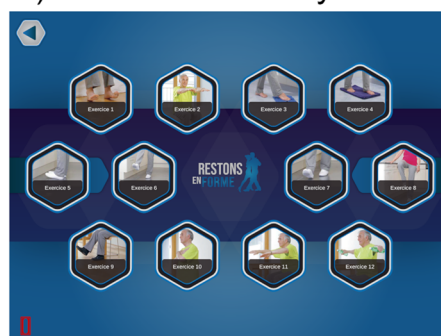 Exercice 1
Exercice 2
Exercice 3
Exercice 4
Exercice 5
Exercice 6
RESTONS
EN FORME
Exercice 7
Exercice 8
Exercice 9
Exercice 10
Exercice 11
Exercice 12